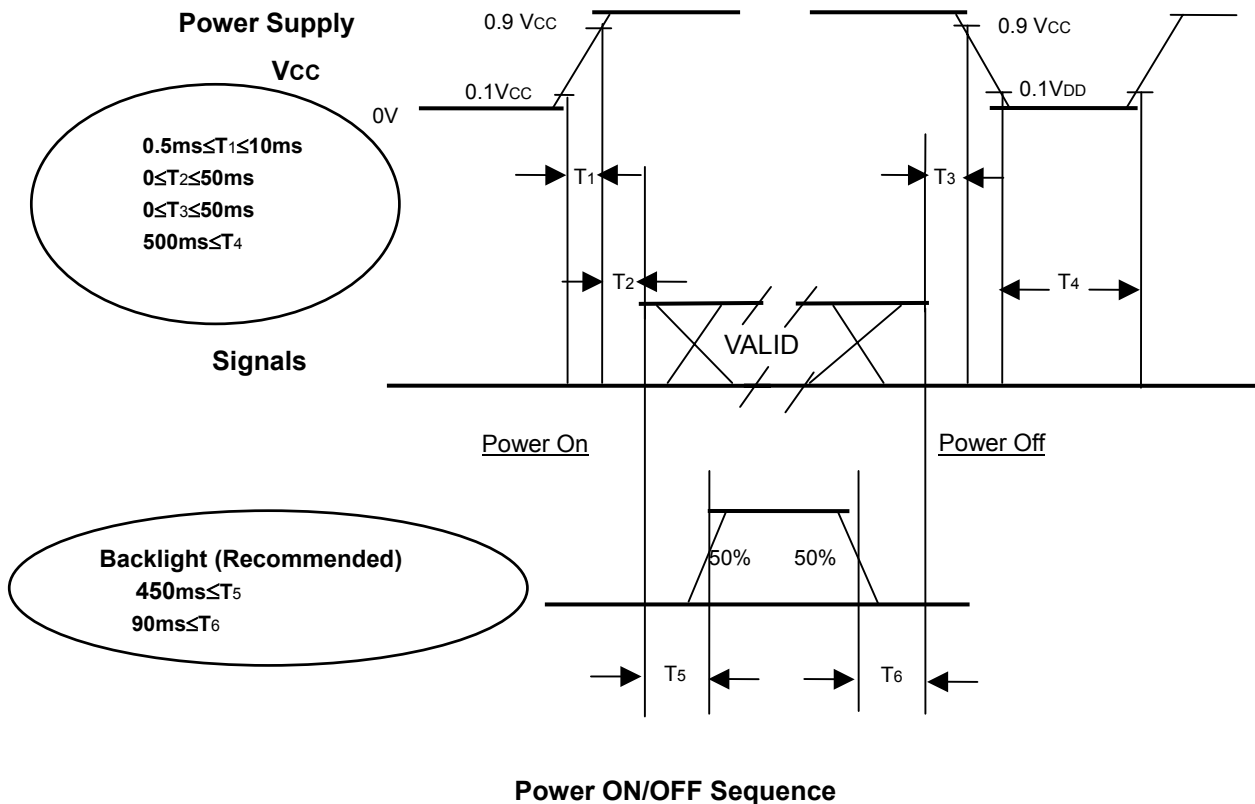 Power Supply
VCC
0.9 VCC
0.1VCC
0V
0.9 VCC
0.1VDD
0.5ms≤T1≤10ms
0≤T2≤50ms
0≤T3≤50ms
500ms≤T4
T1
T3
T2
T4
Signals
VALID
Power On
Power Off
Backlight (Recommended)
450ms≤T5
90ms≤T6
50%
50%
T5
T6
Power ON/OFF Sequence